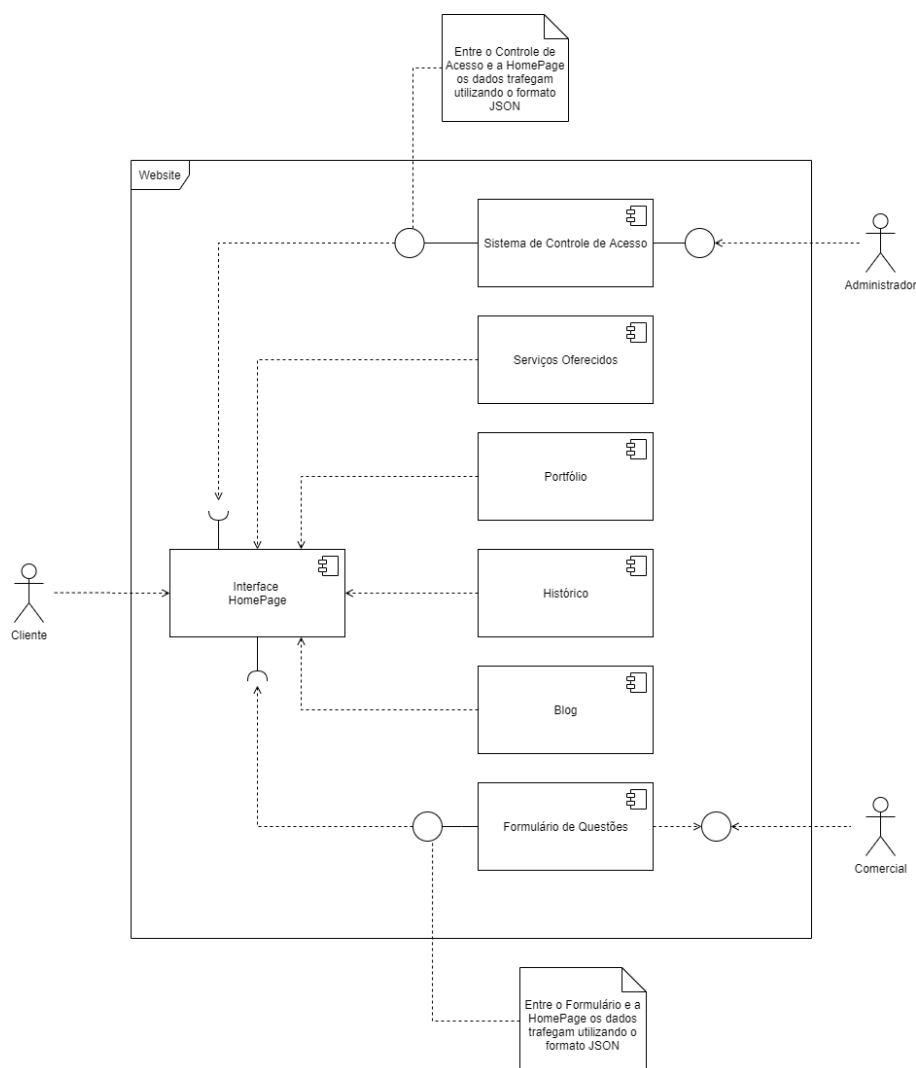 Entre o Controle de
Acesso e a HomePage
os dados trafegam
utilizando o formato
JSON
Website
Sistema de Controle de Acesso
Administrador
Serviços Oferecidos
Portfólio
Interface
HomePage
Histórico
Cliente
Blog
Formulário de Questões
Comercial
Entre o Formulário e a
HomePage os dados
trafegam utilizando o
formato JSON